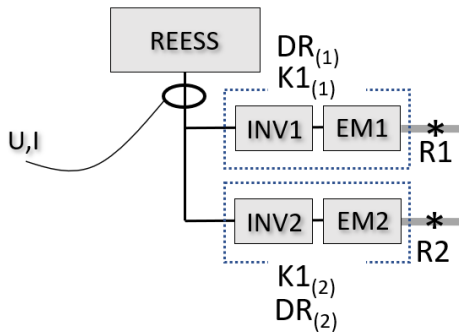 REESS
DR(1)
K1(1)
U,I
INV1
EM1
R1
INV2
EM2
R2
K1(2)
DR(2)